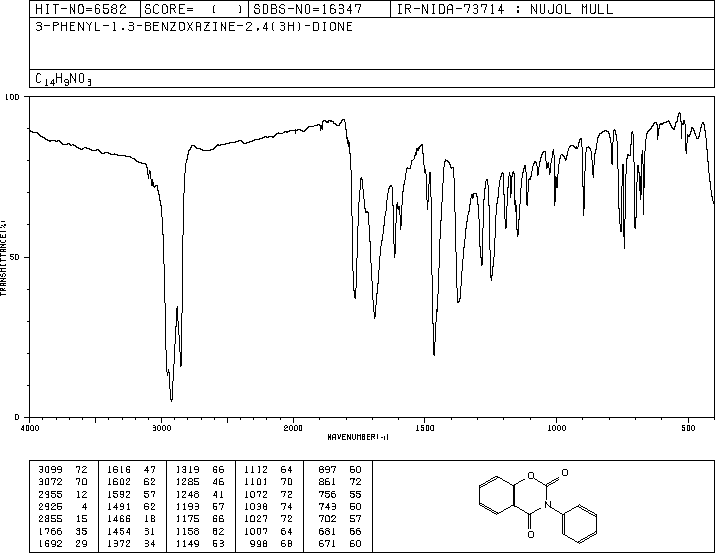 HIT-NO=6582 SCORE= ( ) SDBS-NO=16347 IR-NIDA-73714 : NUJOL MULL
3-PHENYL-1,3-BENZOXAZINE-2,4(3H)-DIONE
C14H9NO3
100
TRANSMITTANCE(%)
50
0
4000 3000 2000 1500 1000 500
WAVENUMBER(-1)
3099 72 1616 47 1319 66 1112 64 897 60
3072 70 1602 62 1285 46 1101 70 861 72
2955 12 1592 57 1248 41 1072 72 756 55
2925 4 1491 62 1193 57 1038 74 743 50
2855 15 1466 18 1175 66 1027 72 702 57
1766 35 1454 31 1158 62 1007 64 681 66
1692 29 1372 34 1149 53 998 68 671 60
O O
N
O